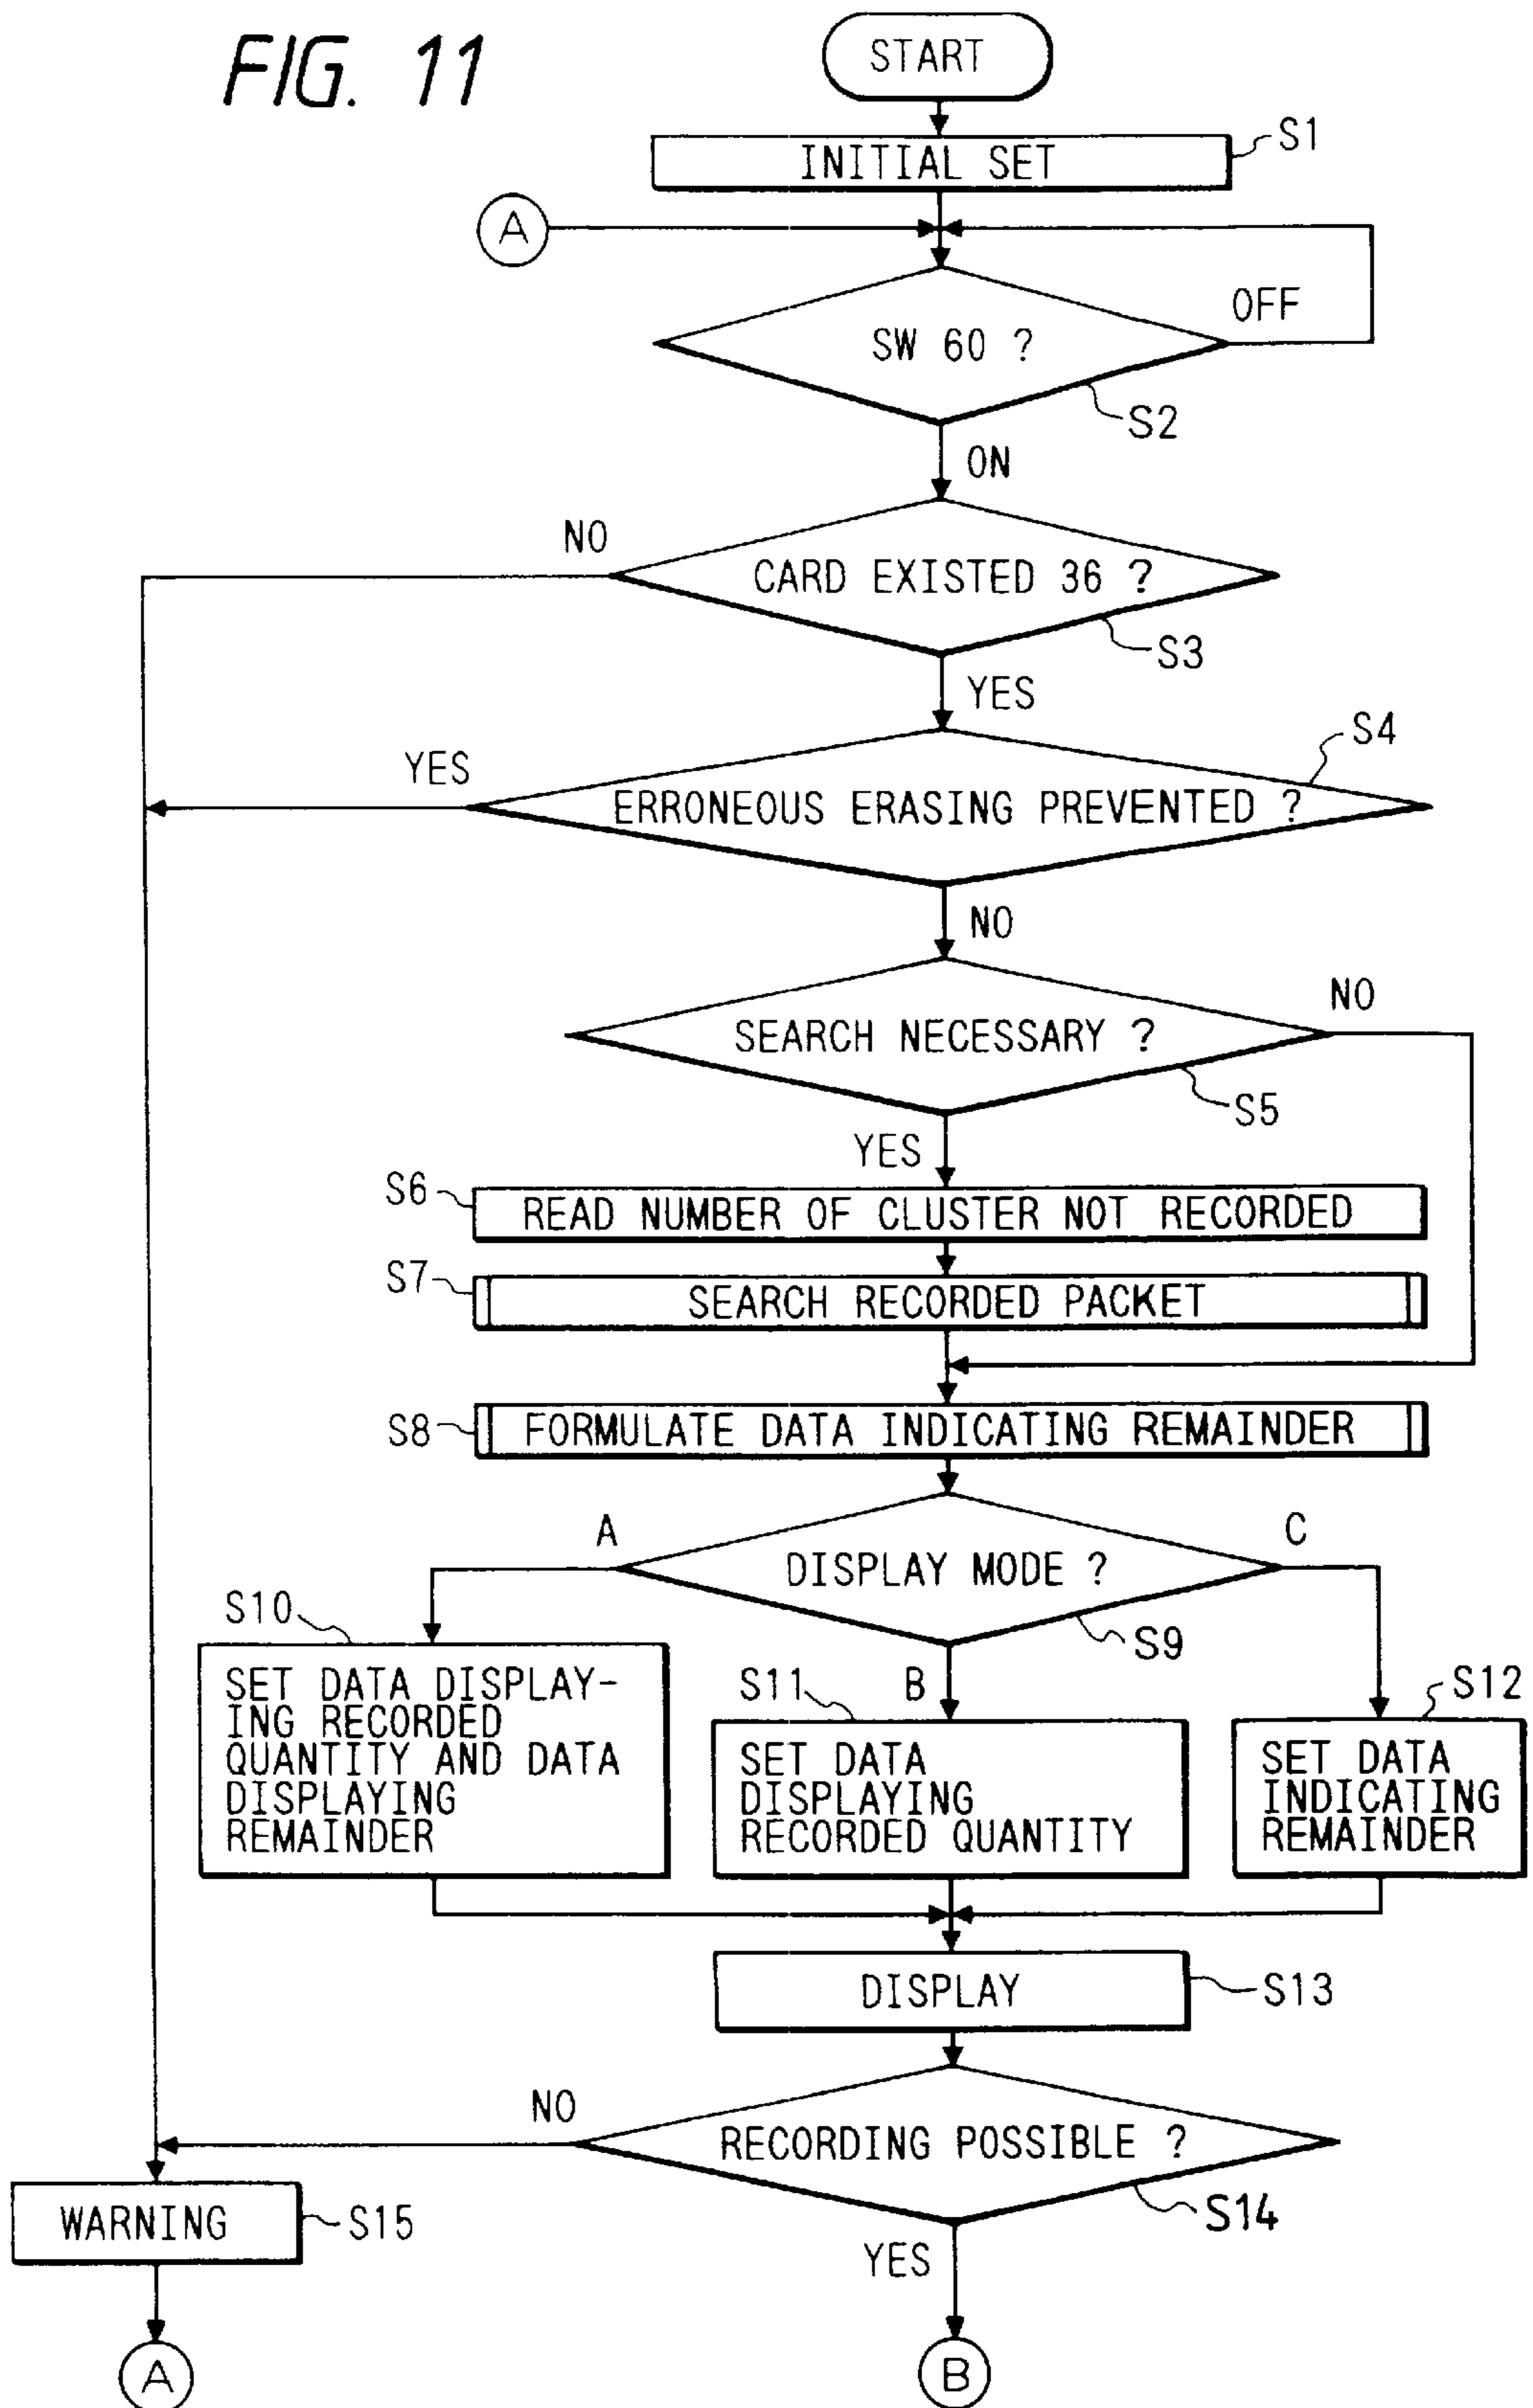 FIG. 11
START
INITIAL SET
S1
A
OFF
SW 60 ?
S2
ON
NO
CARD EXISTED 36 ?
S3
YES
S4
YES
ERRONEOUS ERASING PREVENTED ?
NO
NO
SEARCH NECESSARY ?
S5
YES
S6
READ NUMBER OF CLUSTER NOT RECORDED
S7
SEARCH RECORDED PACKET
S8
FORMULATE DATA INDICATING REMAINDER
A
C
DISPLAY MODE ?
S9
S10
SET DATA DISPLAY-
ING RECORDED
QUANTITY AND DATA
DISPLAYING
REMAINDER
S11
B
SET DATA
DISPLAYING
RECORDED QUANTITY
S12
SET DATA
INDICATING
REMAINDER
DISPLAY
S13
NO
RECORDING POSSIBLE ?
S14
WARNING
S15
YES
A
B